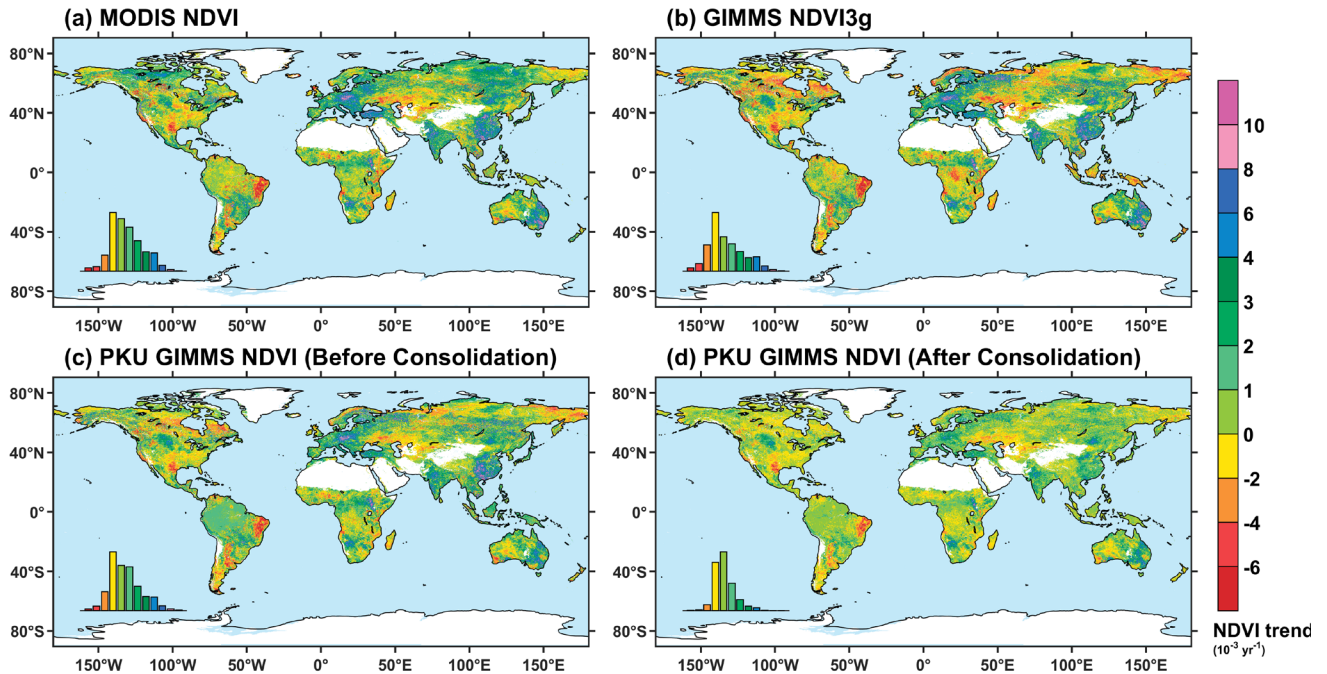 (a) MODIS NDVI
80°N
40°N
0°
40°S
80°S
150°W 100°W 50°W 0° 50°E 100°E 150°E
(b) GIMMS NDVI3g
80°N
40°N
0°
40°S
80°S
150°W 100°W 50°W 0° 50°E 100°E 150°E
(c) PKU GIMMS NDVI (Before Consolidation)
80°N
40°N
0°
40°S
80°S
150°W 100°W 50°W 0° 50°E 100°E 150°E
(d) PKU GIMMS NDVI (After Consolidation)
80°N
40°N
0°
40°S
80°S
150°W 100°W 50°W 0° 50°E 100°E 150°E
10
8
6
4
3
2
1
0
-2
-4
-6
NDVI trend
(10⁻³ yr⁻¹)